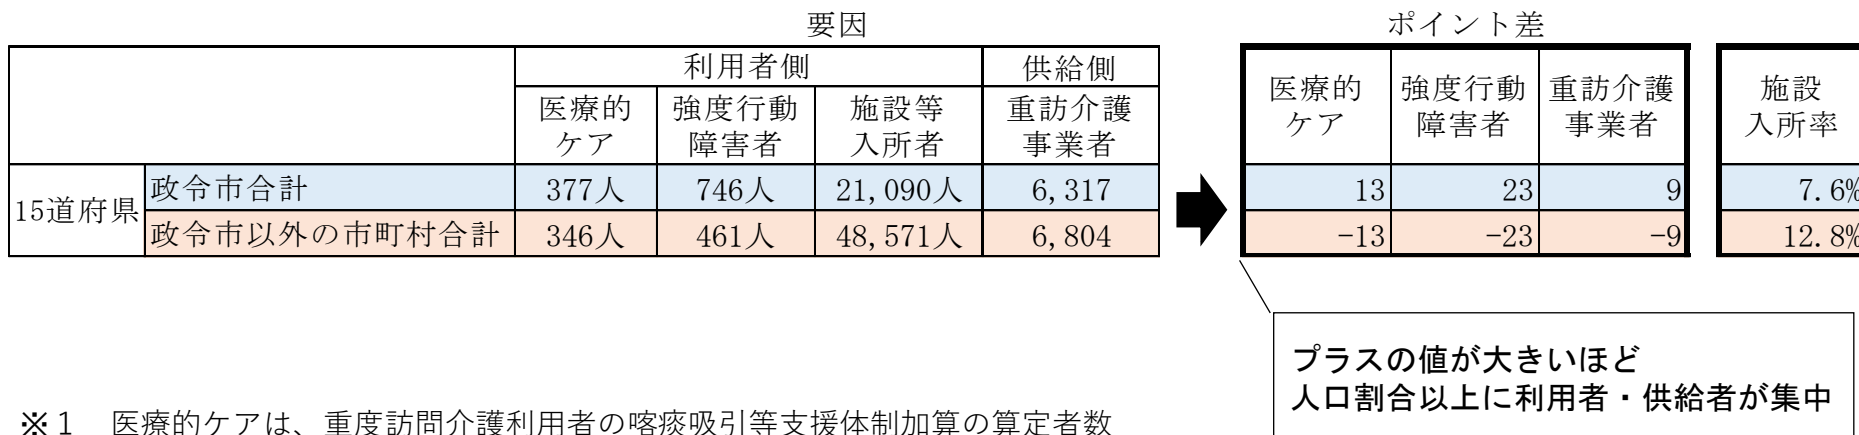 要因
ポイント差
利用者側 供給側
医療的ケア 強度行動障害者 施設等入所者 重訪介護事業者
医療的ケア 強度行動障害者 重訪介護事業者 施設入所率
15道府県
政令市合計 377人 746人 21,090人 6,317 13 23 9 7.6%
政令市以外の市町村合計 346人 461人 48,571人 6,804 -13 -23 -9 12.8%
プラスの値が大きいほど
人口割合以上に利用者・供給者が集中
※１ 医療的ケアは、重度訪問介護利用者の喀痰吸引等支援体制加算の算定者数